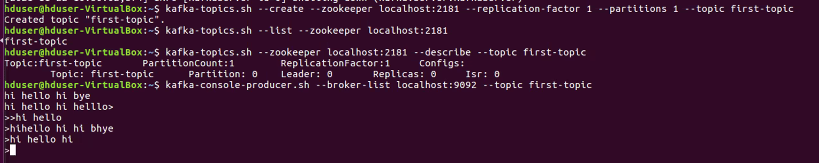 hduser@hduser-VirtualBox:~$ kafka-topics.sh --create --zookeeper localhost:2181 --replication-factor 1 --partitions 1 --topic first-topic
Created topic "first-topic".
hduser@hduser-VirtualBox:~$ kafka-topics.sh --list --zookeeper localhost:2181
first-topic
hduser@hduser-VirtualBox:~$ kafka-topics.sh --zookeeper localhost:2181 --describe --topic first-topic
Topic:first-topic PartitionCount:1 ReplicationFactor:1 Configs:
Topic: first-topic Partition: 0 Leader: 0 Replicas: 0 Isr: 0
hduser@hduser-VirtualBox:~$ kafka-console-producer.sh --broker-list localhost:9092 --topic first-topic
hi hello hi bye
hi hello hi helllo>
>>hi hello
>hihello hi hi bhye
>hi hello hi
>